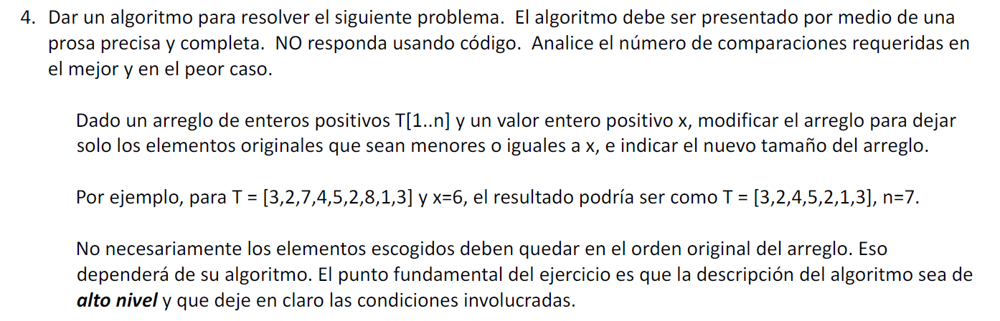 4. Dar un algoritmo para resolver el siguiente problema. El algoritmo debe ser presentado por medio de una
prosa precisa y completa. NO responda usando código. Analice el número de comparaciones requeridas en
el mejor y en el peor caso.
Dado un arreglo de enteros positivos T[1..n] y un valor entero positivo x, modificar el arreglo para dejar
solo los elementos originales que sean menores o iguales a x, e indicar el nuevo tamaño del arreglo.
Por ejemplo, para T = [3,2,7,4,5,2,8,1,3] y x=6, el resultado podría ser como T = [3,2,4,5,2,1,3], n=7.
No necesariamente los elementos escogidos deben quedar en el orden original del arreglo. Eso
dependerá de su algoritmo. El punto fundamental del ejercicio es que la descripción del algoritmo sea de
alto nivel y que deje en claro las condiciones involucradas.